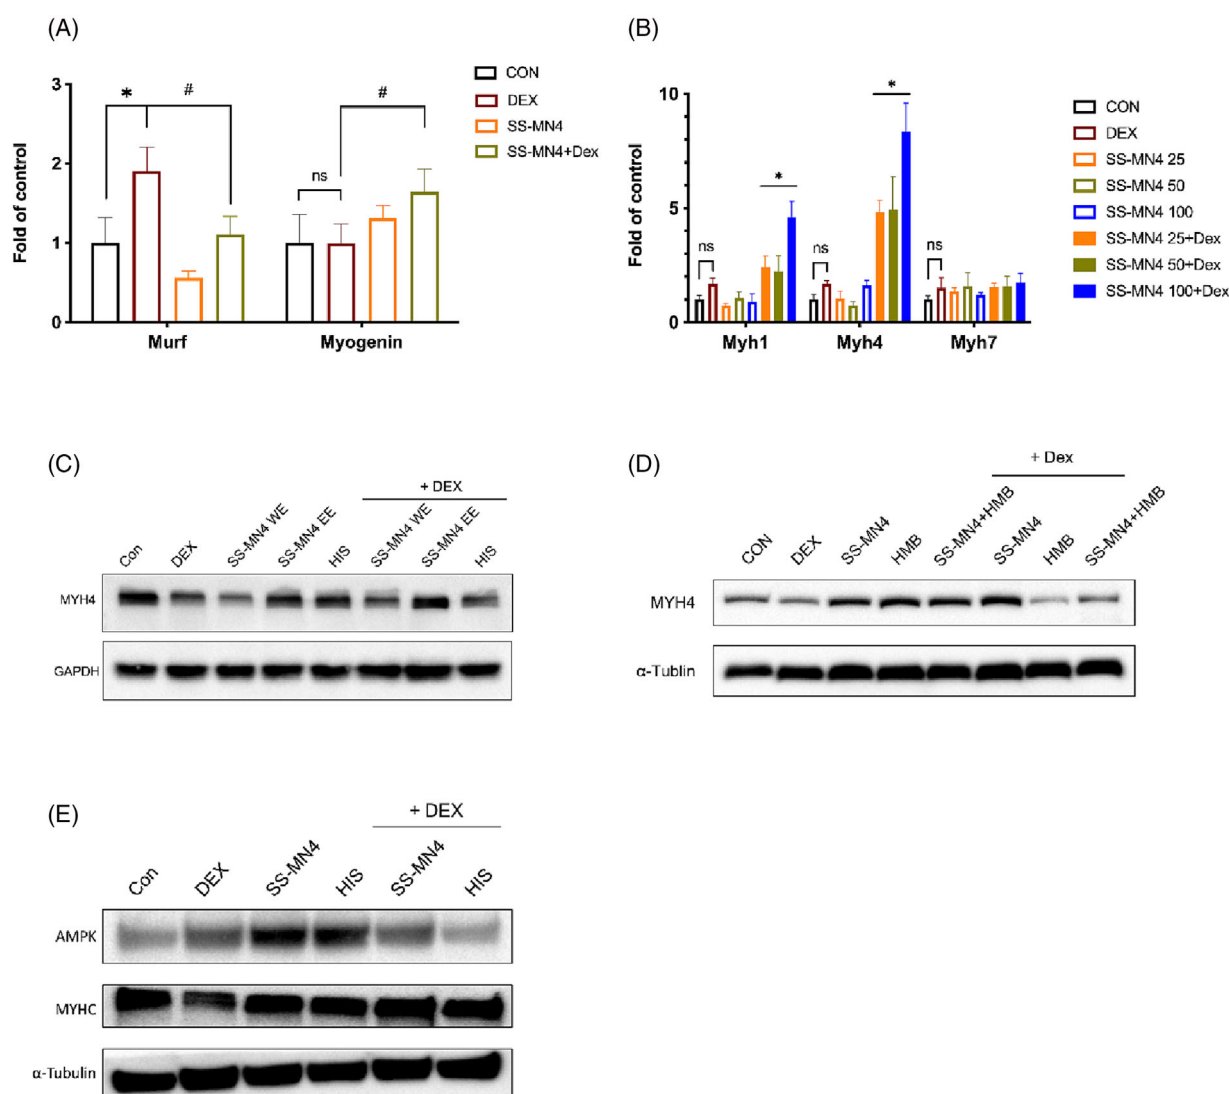 (A)
3
2
1
0
Fold of control
*
#
ns
#
Murf
Myogenin
CON
DEX
SS-MN4
SS-MN4+Dex
(B)
10
5
0
Fold of control
ns
*
ns
*
ns
Myh1
Myh4
Myh7
CON
DEX
SS-MN4 25
SS-MN4 50
SS-MN4 100
SS-MN4 25+Dex
SS-MN4 50+Dex
SS-MN4 100+Dex
(C)
+ DEX
Con
DEX
SS-MN4 WE
SS-MN4 EE
HIS
SS-MN4 WE
SS-MN4 EE
HIS
MYH4
GAPDH
(D)
+ Dex
CON
DEX
SS-MN4
HMB
SS-MN4+HMB
SS-MN4
HMB
SS-MN4+HMB
MYH4
α-Tublin
(E)
+ DEX
Con
DEX
SS-MN4
HIS
SS-MN4
HIS
AMPK
MYHC
α-Tubulin